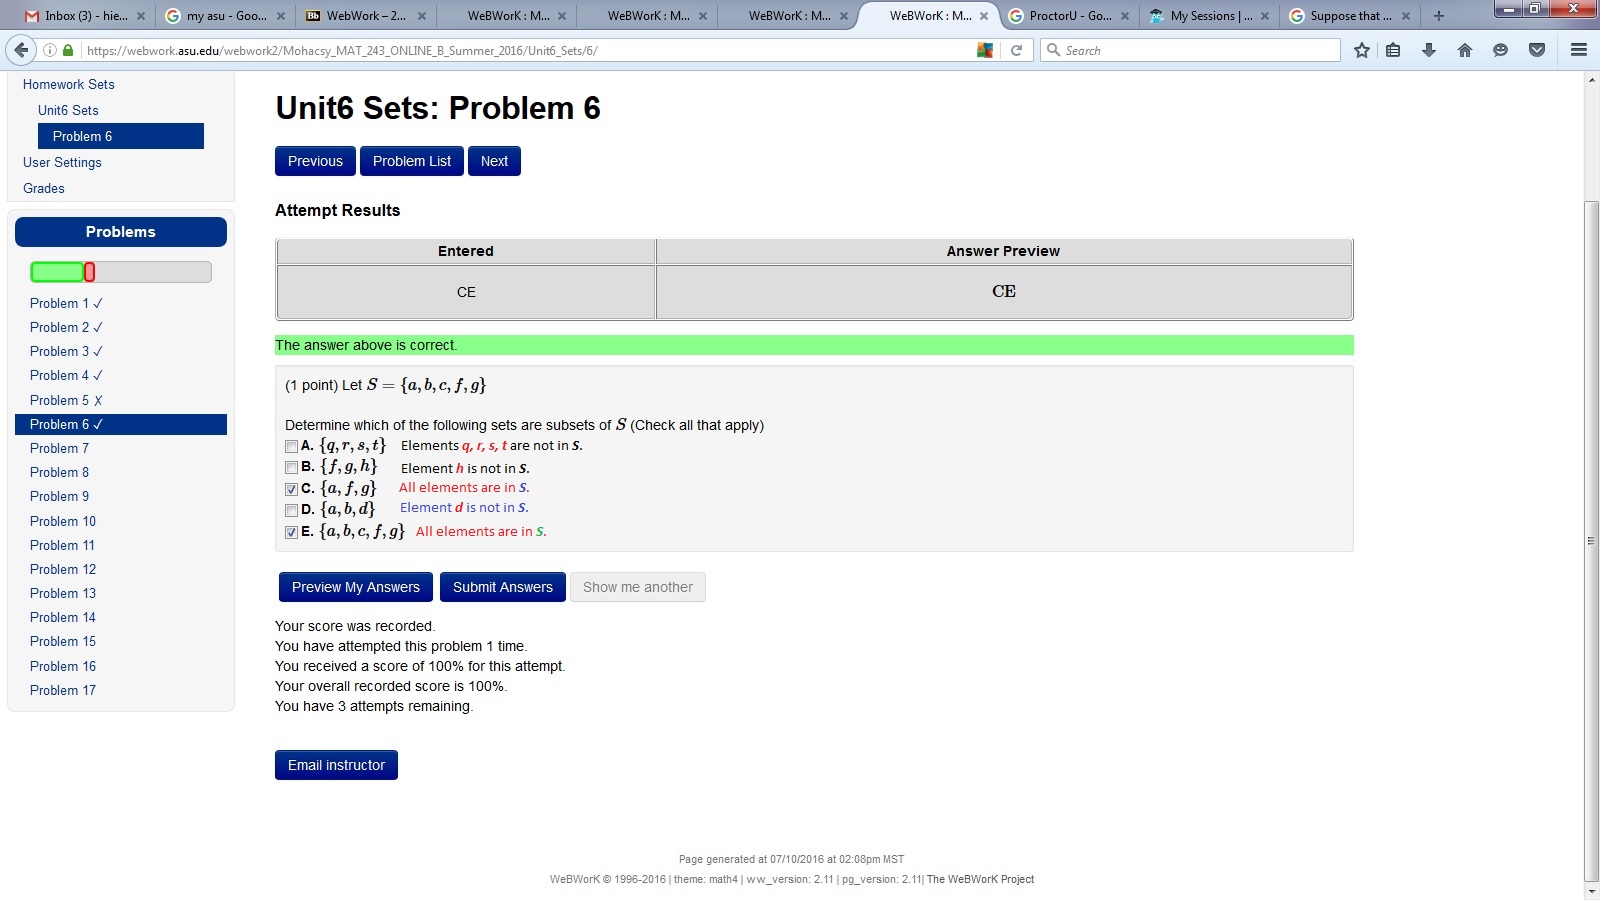 Inbox (3) - hie...
my asu - Goo...
Bb WebWork – 2...
WeBWorK : M...
WeBWorK : M...
WeBWorK : M...
WeBWorK : M...
ProctorU - Go...
My Sessions | ...
Suppose that ...
https://webwork.asu.edu/webwork2/Mohacsy_MAT_243_ONLINE_B_Summer_2016/Unit6_Sets/6/
Search
Homework Sets
Unit6 Sets
Problem 6
User Settings
Grades
Problems
Problem 1 ✓
Problem 2 ✓
Problem 3 ✓
Problem 4 ✓
Problem 5 ✗
Problem 6 ✓
Problem 7
Problem 8
Problem 9
Problem 10
Problem 11
Problem 12
Problem 13
Problem 14
Problem 15
Problem 16
Problem 17
Unit6 Sets: Problem 6
Previous
Problem List
Next
Attempt Results
Entered Answer Preview
CE CE
The answer above is correct.
(1 point) Let S = {a, b, c, f, g}
Determine which of the following sets are subsets of S (Check all that apply)
A. {q, r, s, t} Elements q, r, s, t are not in S.
B. {f, g, h} Element h is not in S.
C. {a, f, g} All elements are in S.
D. {a, b, d} Element d is not in S.
E. {a, b, c, f, g} All elements are in S.
Preview My Answers
Submit Answers
Show me another
Your score was recorded.
You have attempted this problem 1 time.
You received a score of 100% for this attempt.
Your overall recorded score is 100%.
You have 3 attempts remaining.
Email instructor
Page generated at 07/10/2016 at 02:08pm MST
WeBWorK © 1996-2016 | theme: math4 | ww_version: 2.11 | pg_version: 2.11| The WeBWorK Project